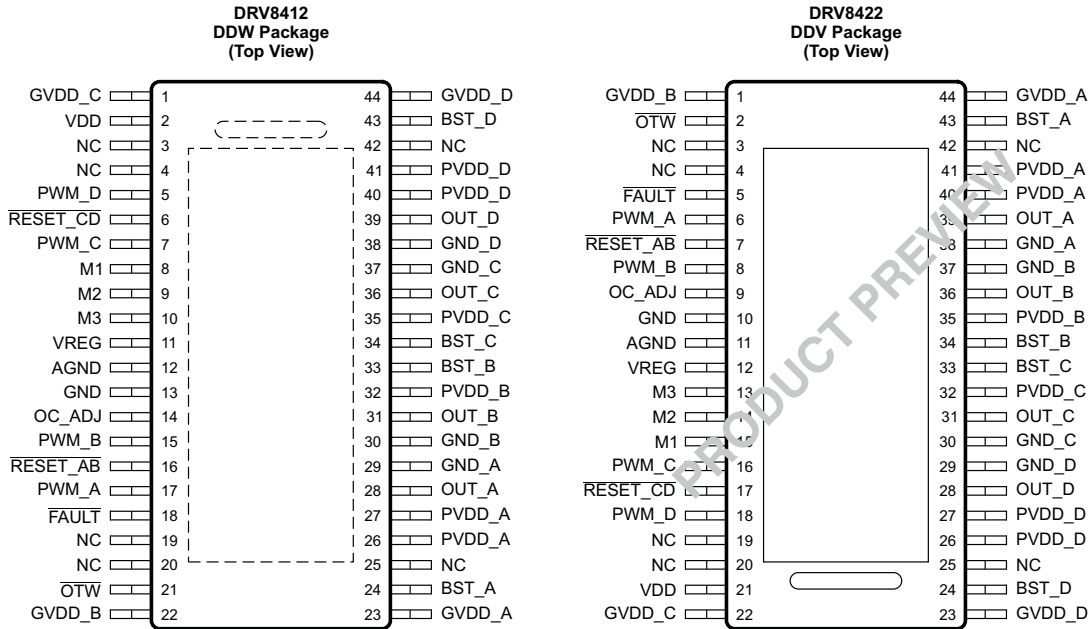 DRV8412
DDW Package
(Top View)
GVDD_C 1 44 GVDD_D
VDD 2 43 BST_D
NC 3 42 NC
NC 4 41 PVDD_D
PWM_D 5 40 PVDD_D
RESET_CD 6 39 OUT_D
PWM_C 7 38 GND_D
M1 8 37 GND_C
M2 9 36 OUT_C
M3 10 35 PVDD_C
VREG 11 34 BST_C
AGND 12 33 BST_B
GND 13 32 PVDD_B
OC_ADJ 14 31 OUT_B
PWM_B 15 30 GND_B
RESET_AB 16 29 GND_A
PWM_A 17 28 OUT_A
FAULT 18 27 PVDD_A
NC 19 26 PVDD_A
NC 20 25 NC
OTW 21 24 BST_A
GVDD_B 22 23 GVDD_A
DRV8422
DDV Package
(Top View)
GVDD_B 1 44 GVDD_A
OTW 2 43 BST_A
NC 3 42 NC
NC 4 41 PVDD_A
FAULT 5 40 PVDD_A
PWM_A 6 39 OUT_A
RESET_AB 7 38 GND_A
PWM_B 8 37 GND_B
OC_ADJ 9 36 OUT_B
GND 10 35 PVDD_B
AGND 11 34 BST_B
VREG 12 33 BST_C
M3 13 32 PVDD_C
M2 14 31 OUT_C
M1 15 30 GND_C
PWM_C 16 29 GND_D
RESET_CD 17 28 OUT_D
PWM_D 18 27 PVDD_D
NC 19 26 PVDD_D
NC 20 25 NC
VDD 21 24 BST_D
GVDD_C 22 23 GVDD_D
PRODUCT PREVIEW